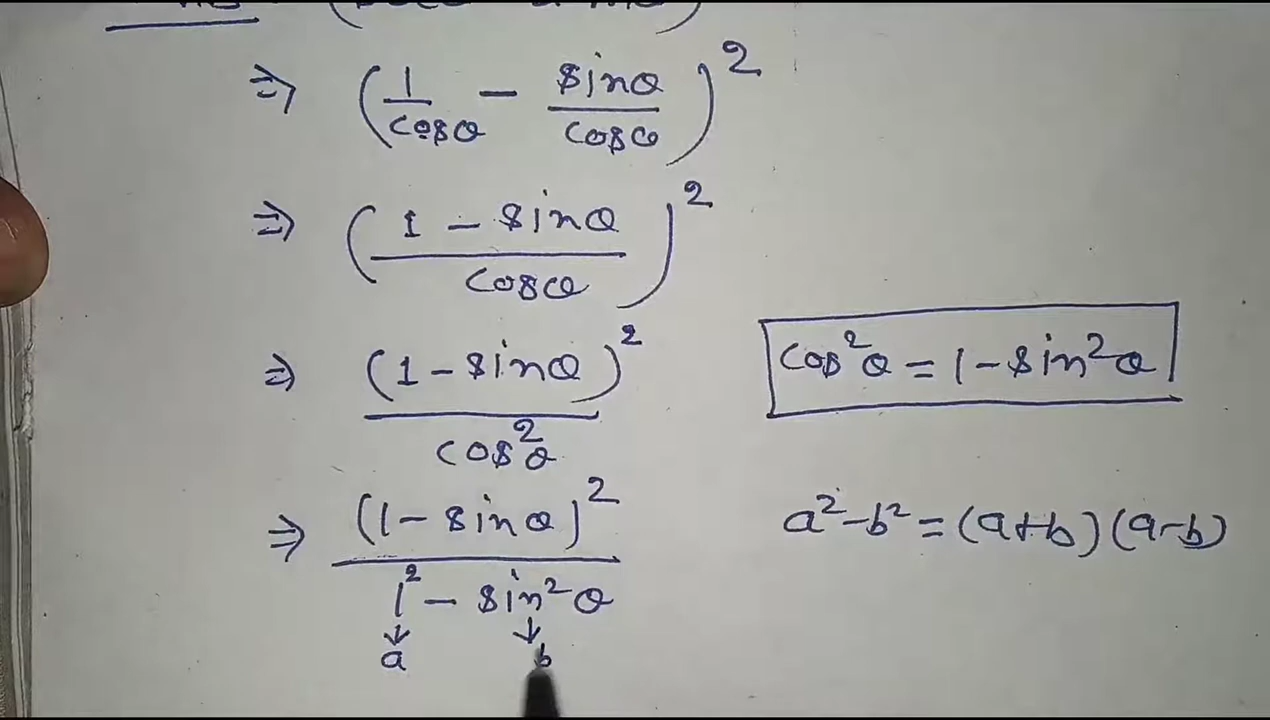 ⇒ (1/cosθ − sinθ/cosθ)²
⇒ (1 − sinθ / cosθ)²
⇒ (1 − sinθ)² / cos²θ
cos²θ = 1 − sin²θ
⇒ (1 − sinθ)² / 1² − sin²θ
a² − b² = (a+b)(a−b)
↓ ↓
a b